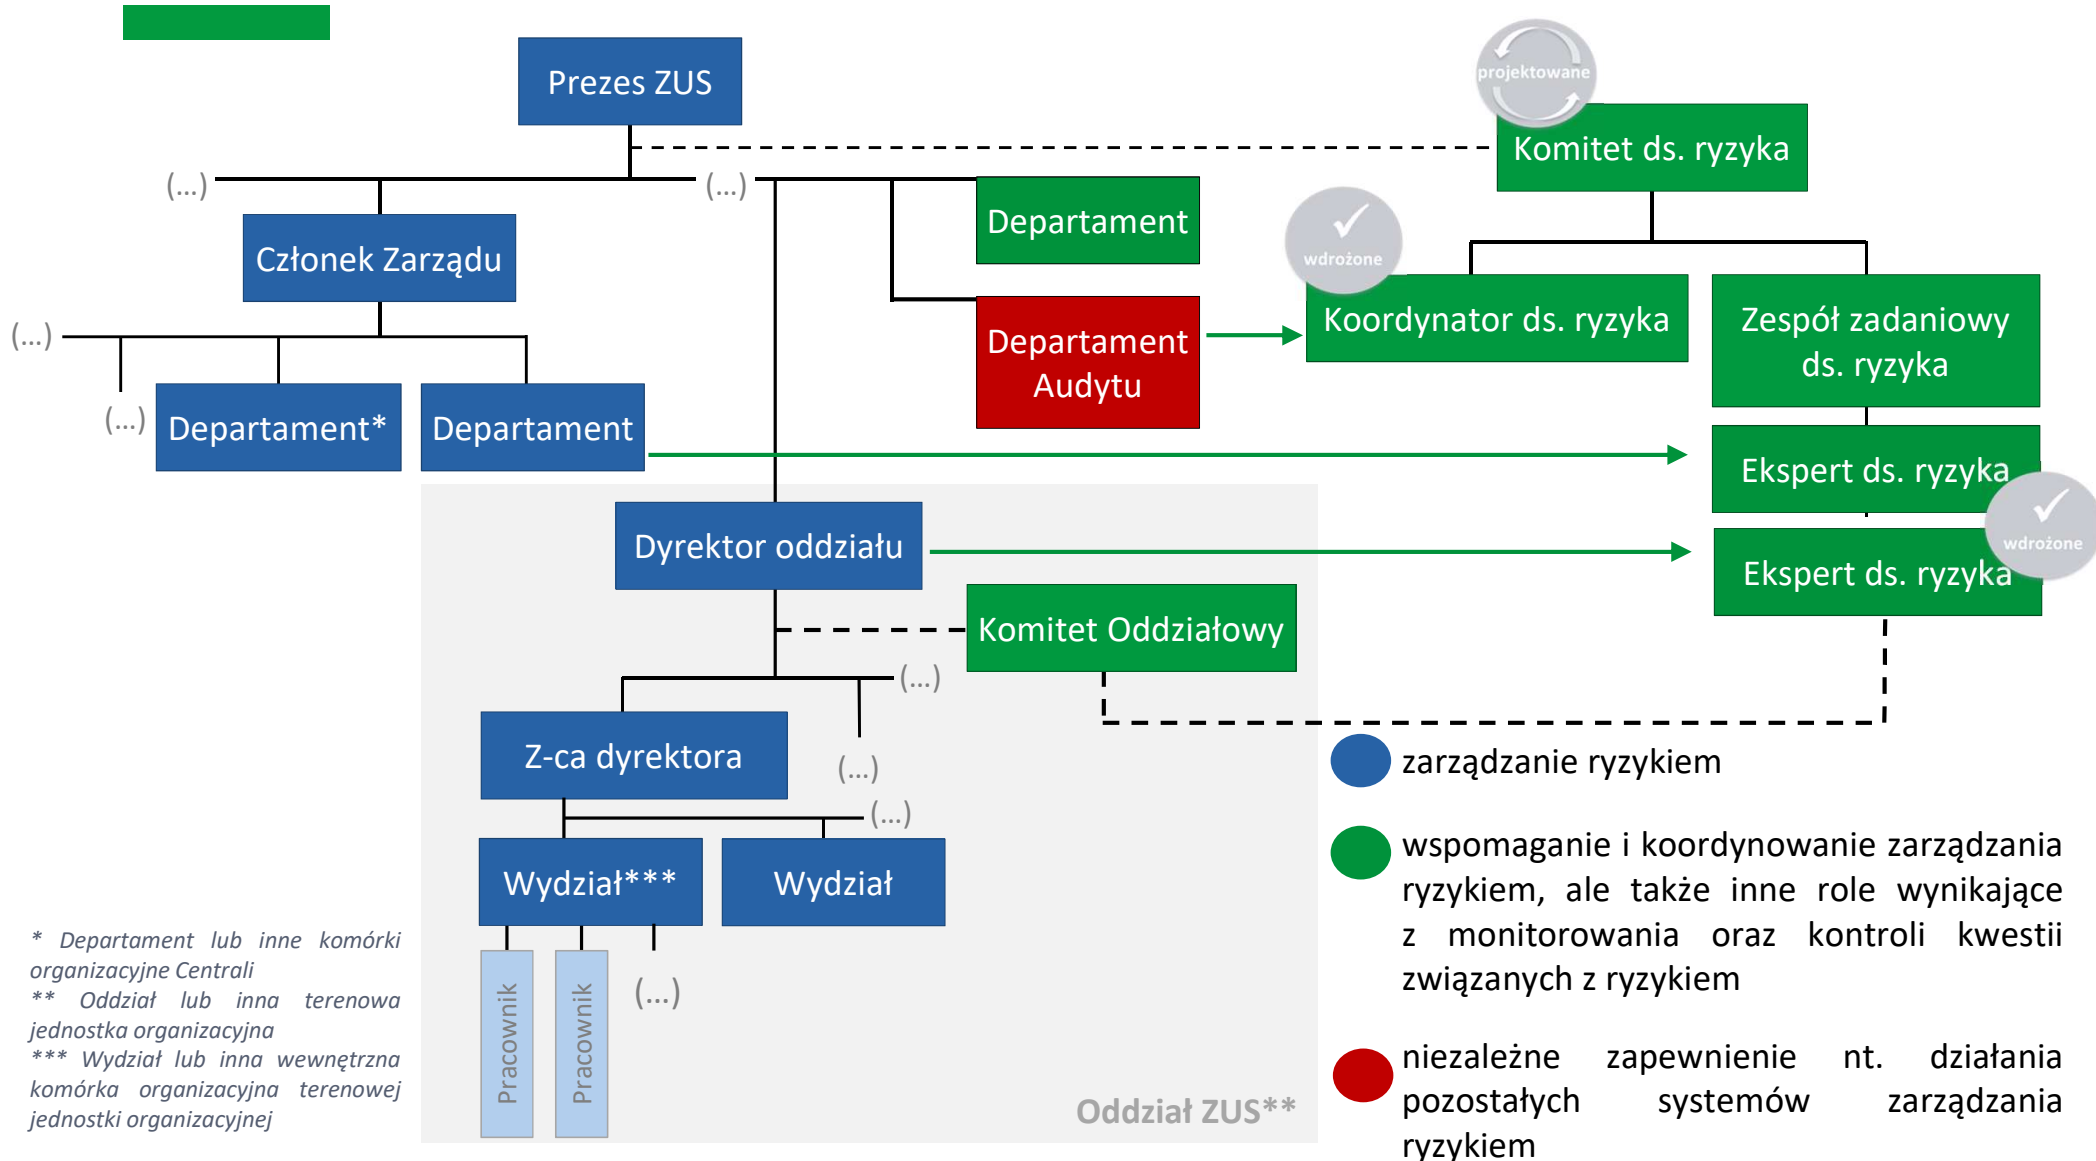 Prezes ZUS
projektowane
Komitet ds. ryzyka
(...)
(...)
Departament
Członek Zarządu
wdrożone
Koordynator ds. ryzyka
Zespół zadaniowy
ds. ryzyka
(...)
Departament
Audytu
(...)
Departament*
Departament
Ekspert ds. ryzyka
wdrożone
Dyrektor oddziału
Ekspert ds. ryzyka
Komitet Oddziałowy
(...)
Z-ca dyrektora
(...)
(...)
Wydział***
Wydział
Pracownik
Pracownik
(...)
Oddział ZUS**
zarządzanie ryzykiem
wspomaganie i koordynowanie zarządzania
ryzykiem, ale także inne role wynikające
z monitorowania oraz kontroli kwestii
związanych z ryzykiem
niezależne zapewnienie nt. działania
pozostałych systemów zarządzania
ryzykiem
* Departament lub inne komórki
organizacyjne Centrali
** Oddział lub inna terenowa
jednostka organizacyjna
*** Wydział lub inna wewnętrzna
komórka organizacyjna terenowej
jednostki organizacyjnej